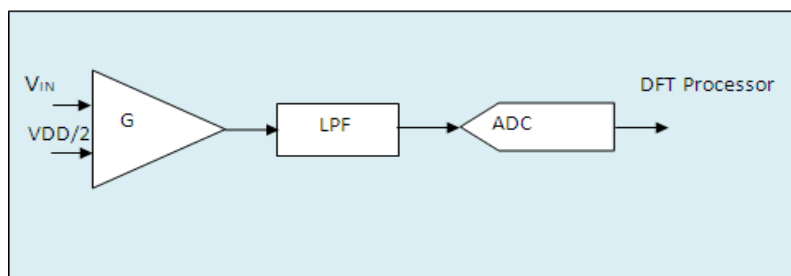 VIN
VDD/2
G
LPF
ADC
DFT Processor